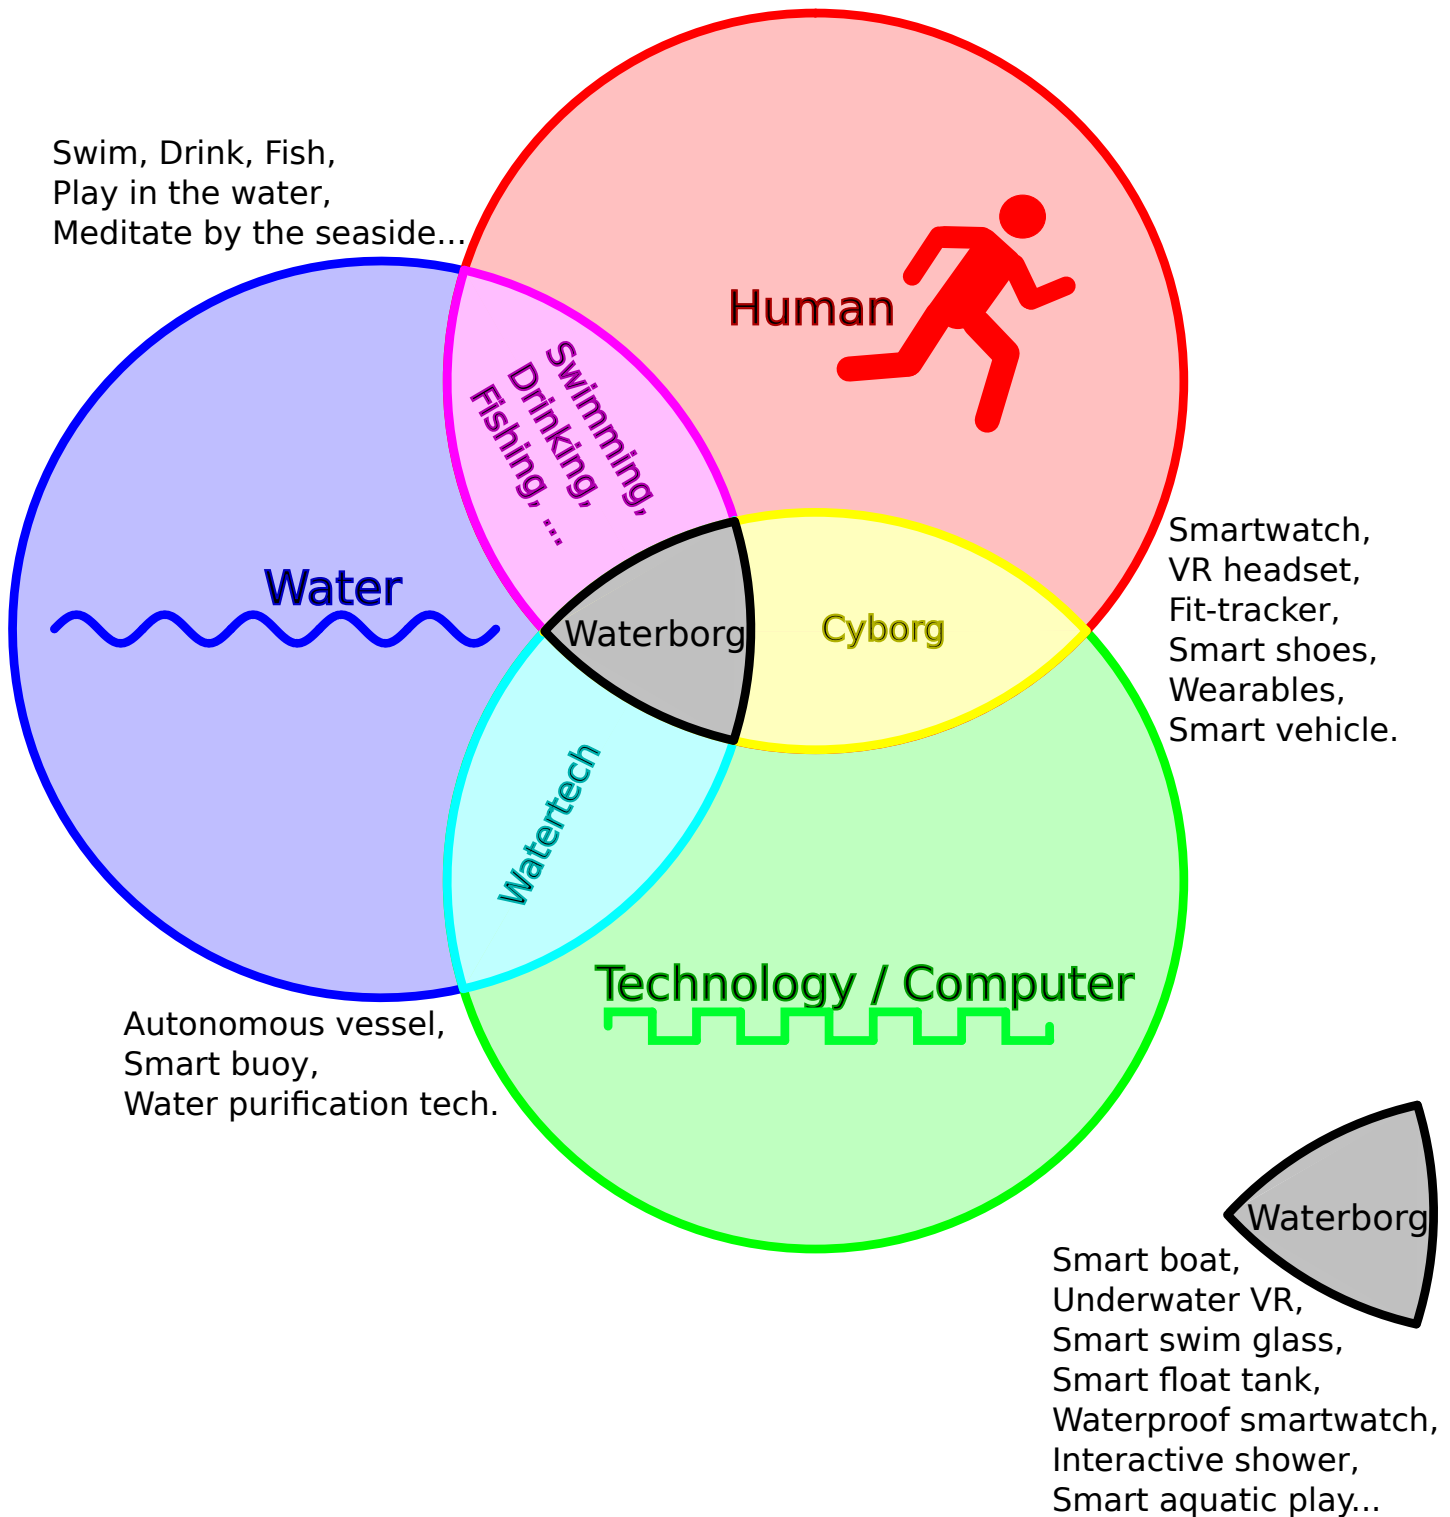 Swim, Drink, Fish,
Play in the water,
Meditate by the seaside...
Human
Swimming,
Drinking,
Fishing, ...
Water
Waterborg
Cyborg
Smartwatch,
VR headset,
Fit-tracker,
Smart shoes,
Wearables,
Smart vehicle.
Watertech
Technology / Computer
Autonomous vessel,
Smart buoy,
Water purification tech.
Waterborg
Smart boat,
Underwater VR,
Smart swim glass,
Smart float tank,
Waterproof smartwatch,
Interactive shower,
Smart aquatic play...